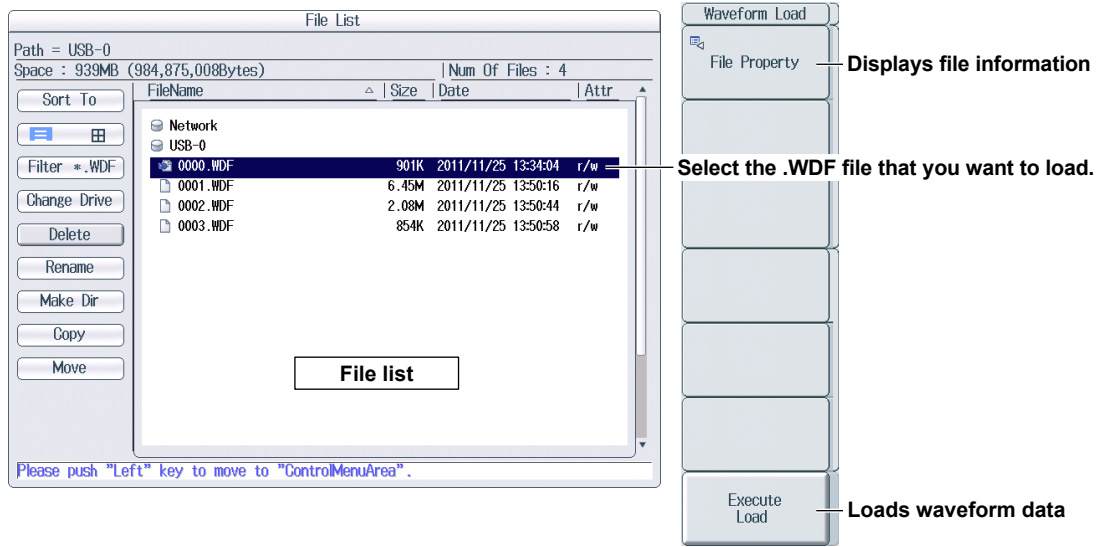 File List
Path = USB-0
Space : 939MB (984,875,008Bytes) Num Of Files : 4
FileName Size Date Attr
Sort To
Filter *.WDF
Change Drive
Delete
Rename
Make Dir
Copy
Move
Network
USB-0
0000.WDF 901K 2011/11/25 13:34:04 r/w
0001.WDF 6.45M 2011/11/25 13:50:16 r/w
0002.WDF 2.08M 2011/11/25 13:50:44 r/w
0003.WDF 854K 2011/11/25 13:50:58 r/w
File list
Please push "Left" key to move to "ControlMenuArea".
Waveform Load
File Property
Displays file information
Select the .WDF file that you want to load.
Execute
Load
Loads waveform data